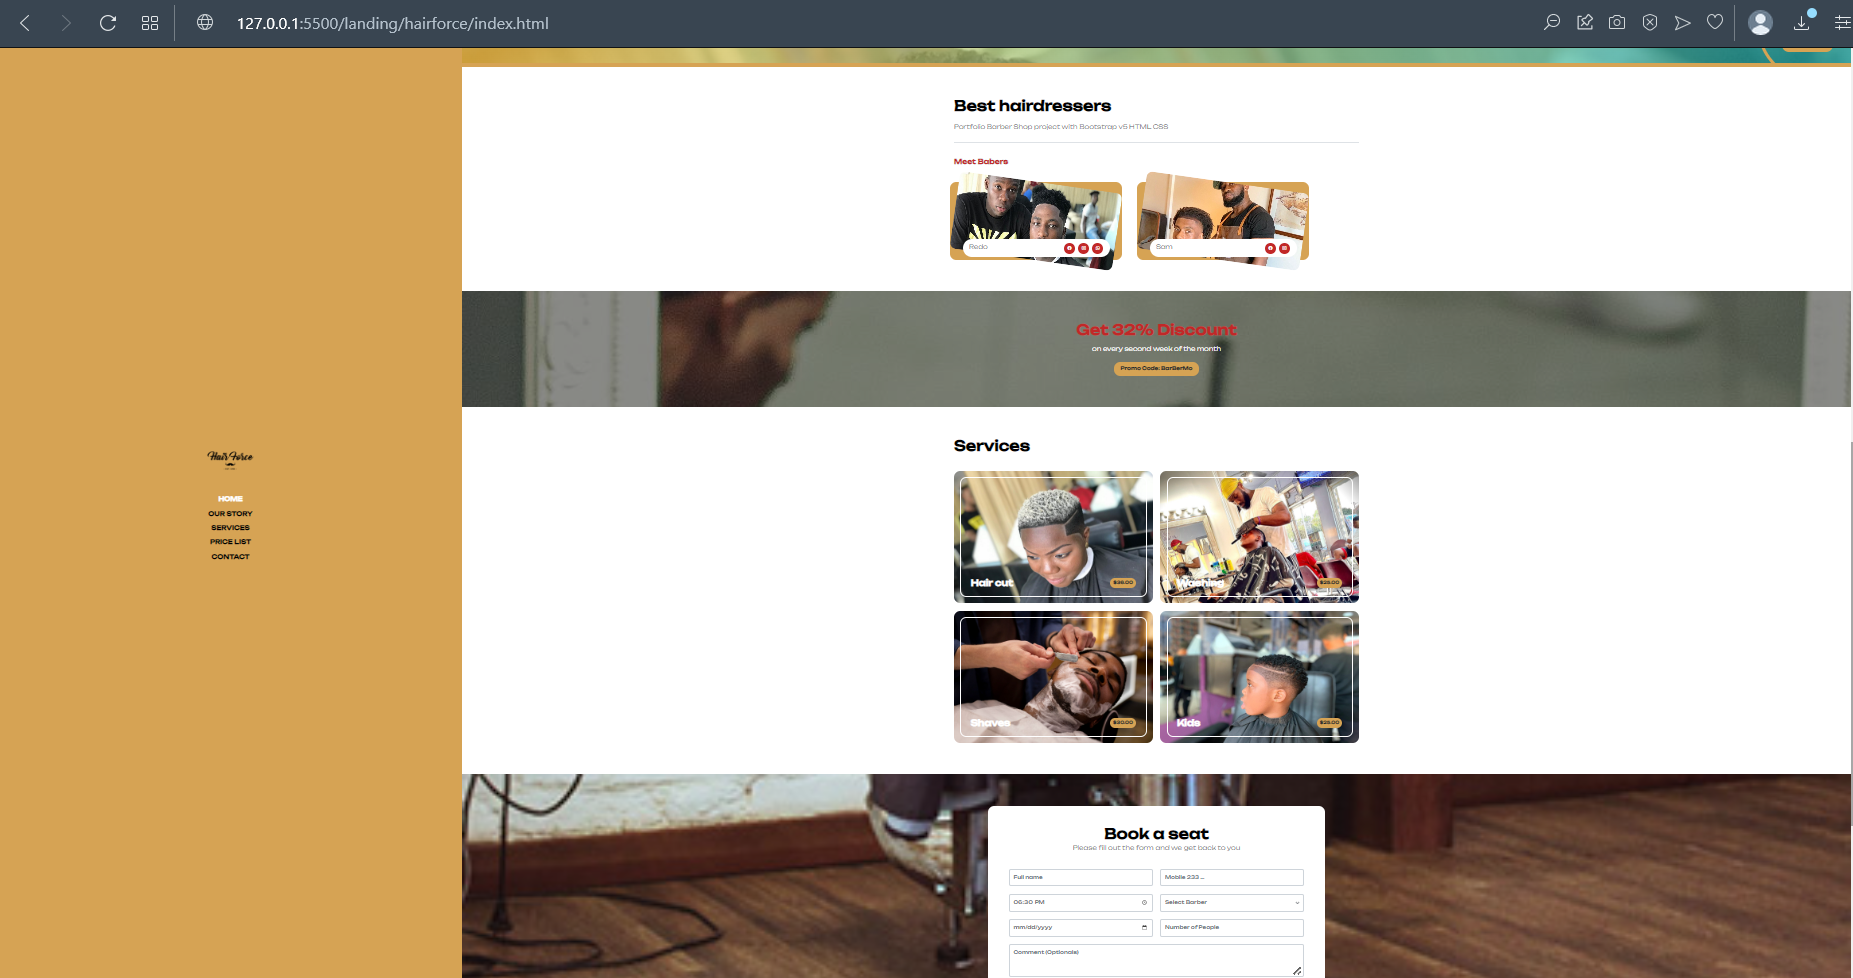 127.0.0.1:5500/landing/hairforce/index.html
Hair Force
HOME
OUR STORY
SERVICES
PRICE LIST
CONTACT
Best hairdressers
Portfolio Barber Shop project with Bootstrap v5 HTML CSS
Meet Babers
Redo
Sam
Get 32% Discount
on every second week of the month
Promo Code: BarBerMo
Services
Hair cut
Washing
$25.00
Shaves
$30.00
Kids
$25.00
Book a seat
Please fill out the form and we get back to you
Full name
Mobile 233 ...
06:30 PM
Select Barber
mm/dd/yyyy
Number of People
Comment (Optionale)